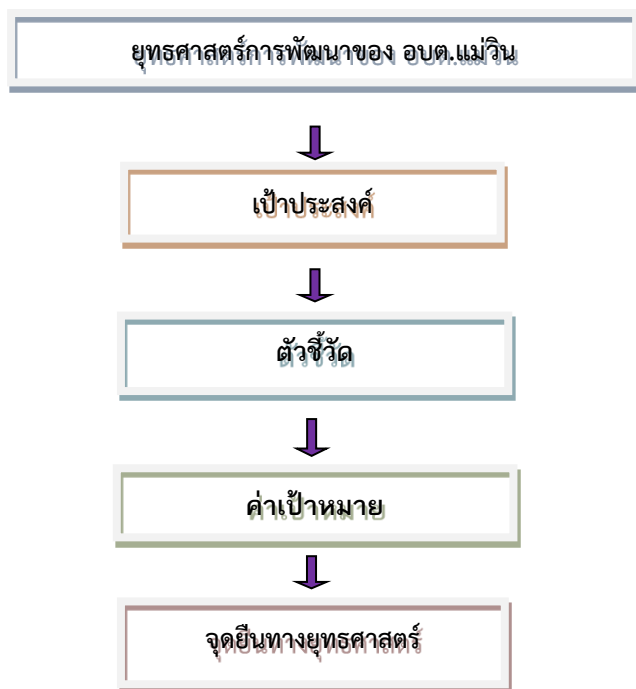 ยุทธศาสตร์การพัฒนาของ อบต.แม่วิน
เป้าประสงค์
ตัวชี้วัด
ค่าเป้าหมาย
จุดยืนทางยุทธศาสตร์